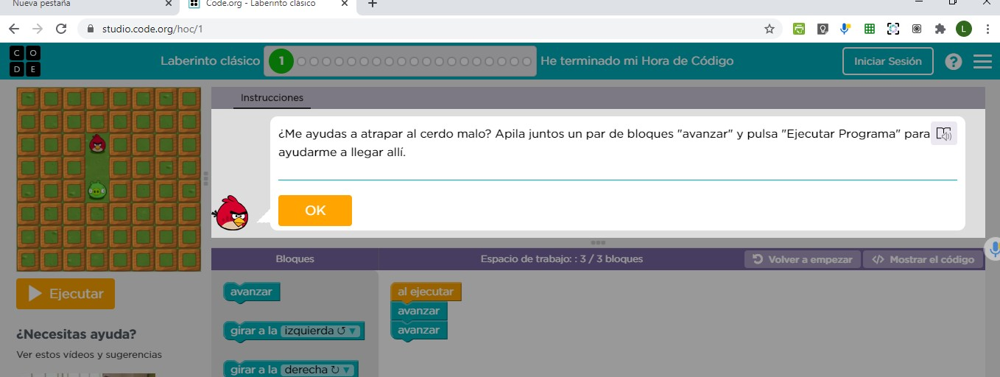 Nueva pestaña
Code.org - Laberinto clásico
studio.code.org/hoc/1
L
C O
D E
Laberinto clásico
1
He terminado mi Hora de Código
Iniciar Sesión
?
Instrucciones
¿Me ayudas a atrapar al cerdo malo? Apila juntos un par de bloques "avanzar" y pulsa "Ejecutar Programa" para
ayudarme a llegar allí.
OK
Bloques
Espacio de trabajo: : 3 / 3 bloques
Volver a empezar
</> Mostrar el código
Ejecutar
avanzar
al ejecutar
avanzar
avanzar
girar a la izquierda ↺ ▼
¿Necesitas ayuda?
Ver estos vídeos y sugerencias
girar a la derecha ↻ ▼